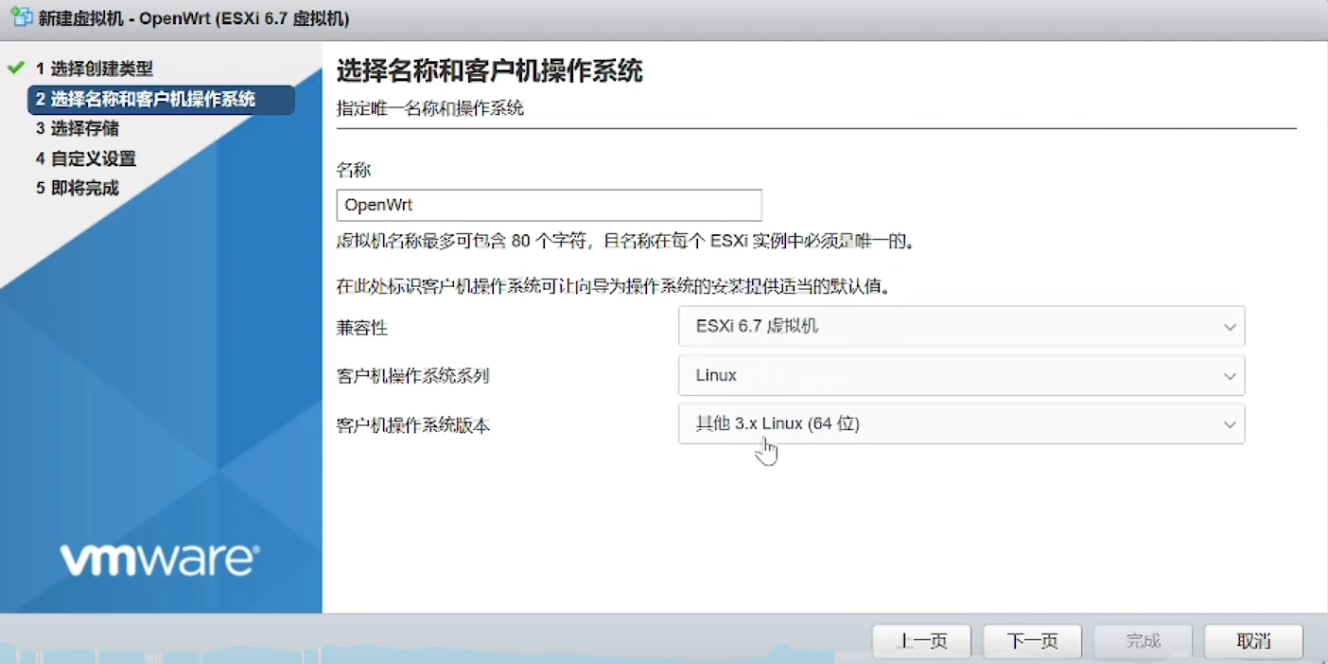 新建虚拟机 - OpenWrt (ESXi 6.7 虚拟机)
1 选择创建类型
2 选择名称和客户机操作系统
3 选择存储
4 自定义设置
5 即将完成
vmware®
选择名称和客户机操作系统
指定唯一名称和操作系统
名称
OpenWrt
虚拟机名称最多可包含 80 个字符，且名称在每个 ESXi 实例中必须是唯一的。
在此处标识客户机操作系统可让向导为操作系统的安装提供适当的默认值。
兼容性 ESXi 6.7 虚拟机
客户机操作系统系列 Linux
客户机操作系统版本 其他 3.x Linux (64 位)
上一页 下一页 完成 取消